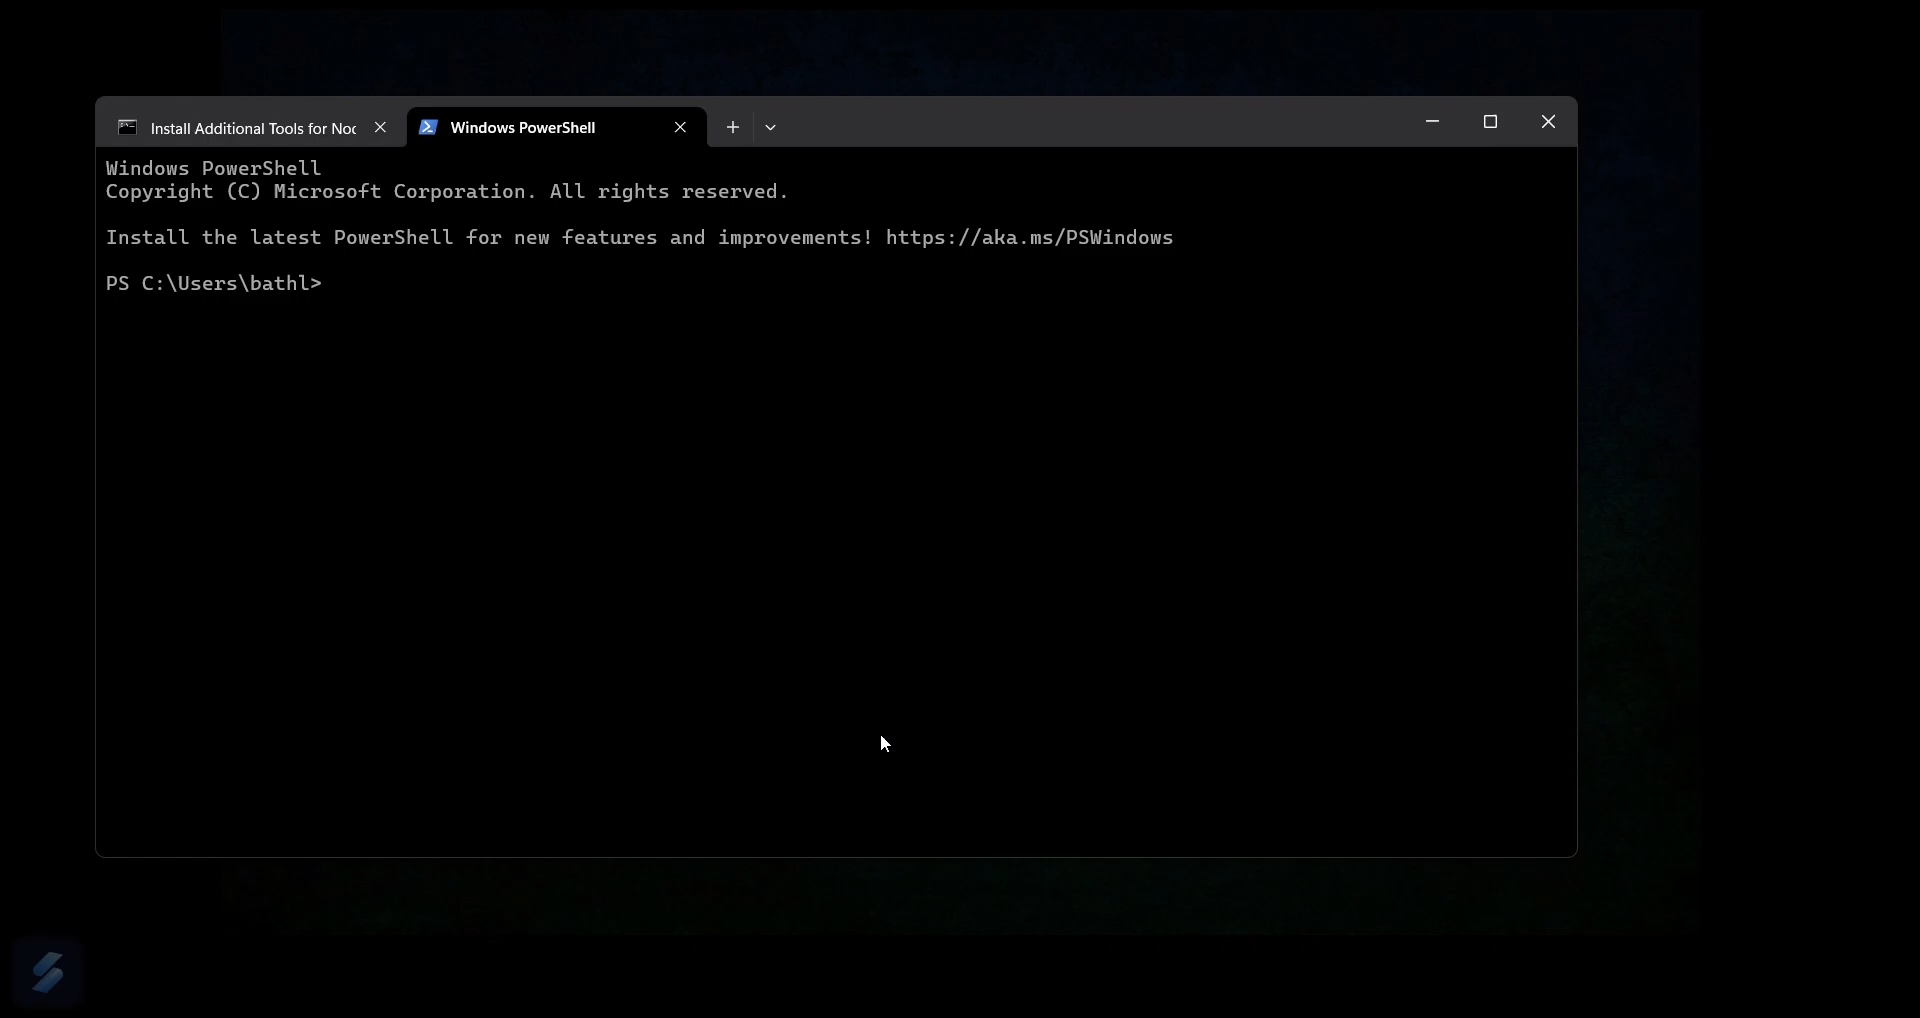 Install Additional Tools for Noc
Windows PowerShell
Windows PowerShell
Copyright (C) Microsoft Corporation. All rights reserved.
Install the latest PowerShell for new features and improvements! https://aka.ms/PSWindows
PS C:\Users\bathl>